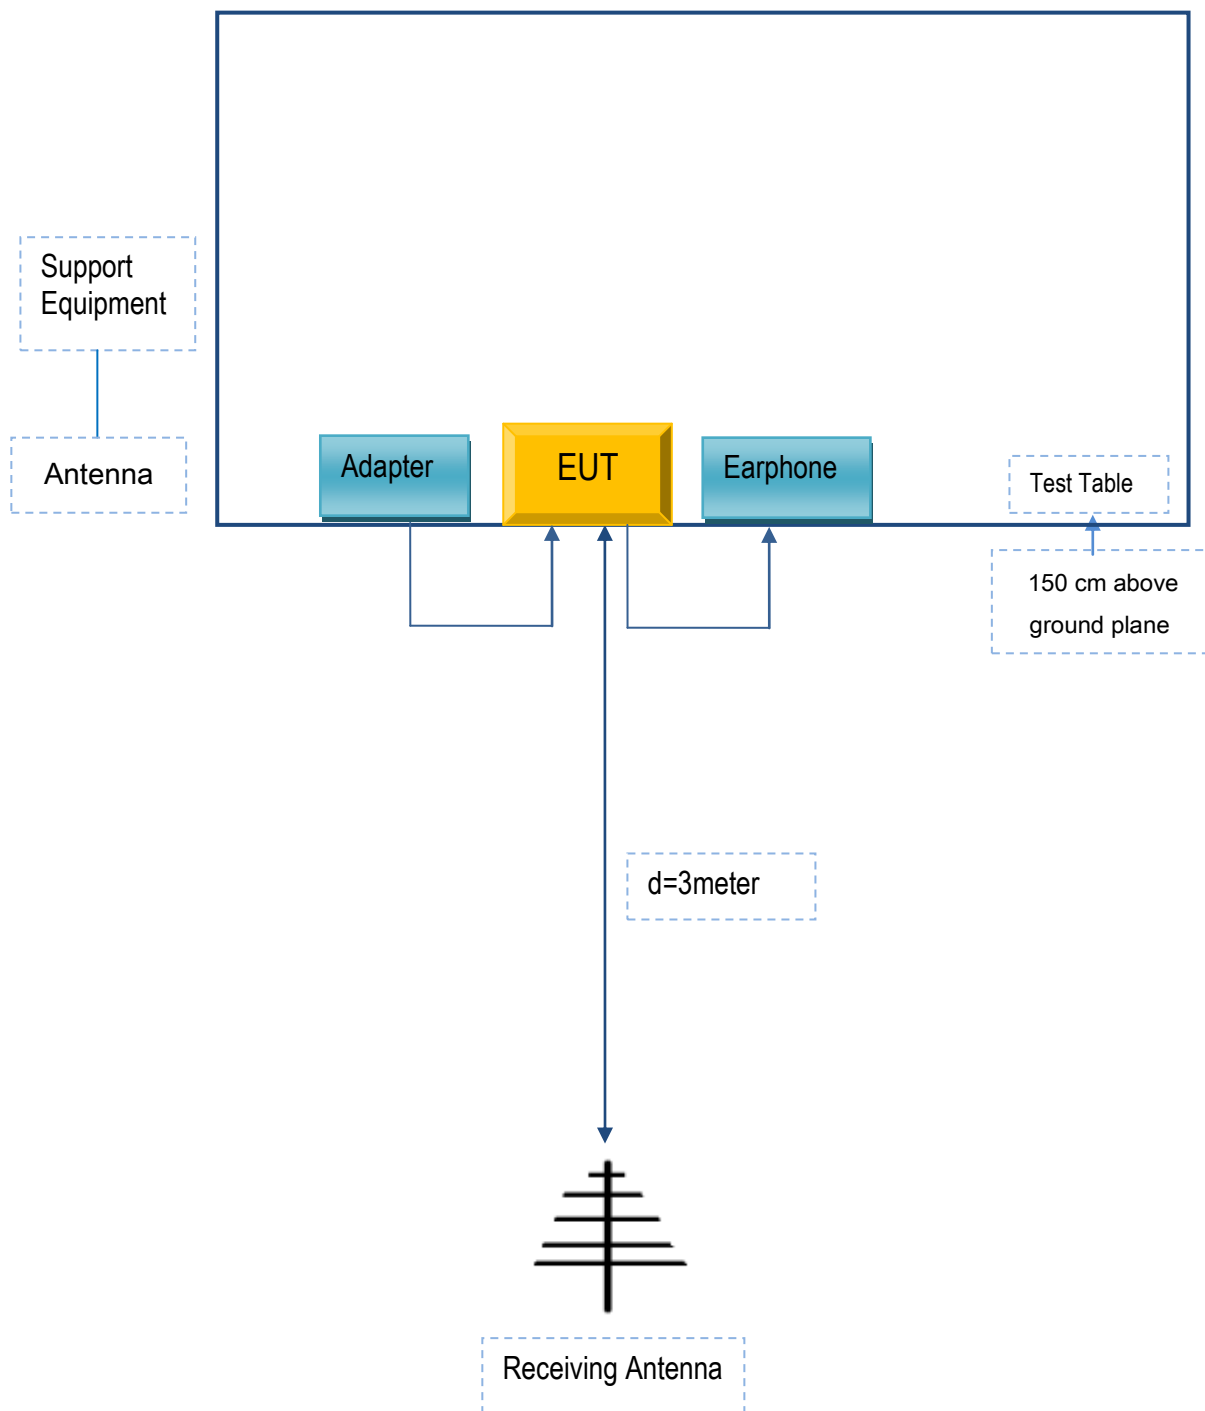 Support
Equipment
Antenna
Adapter
EUT
Earphone
Test Table
150 cm above
ground plane
d=3meter
Receiving Antenna